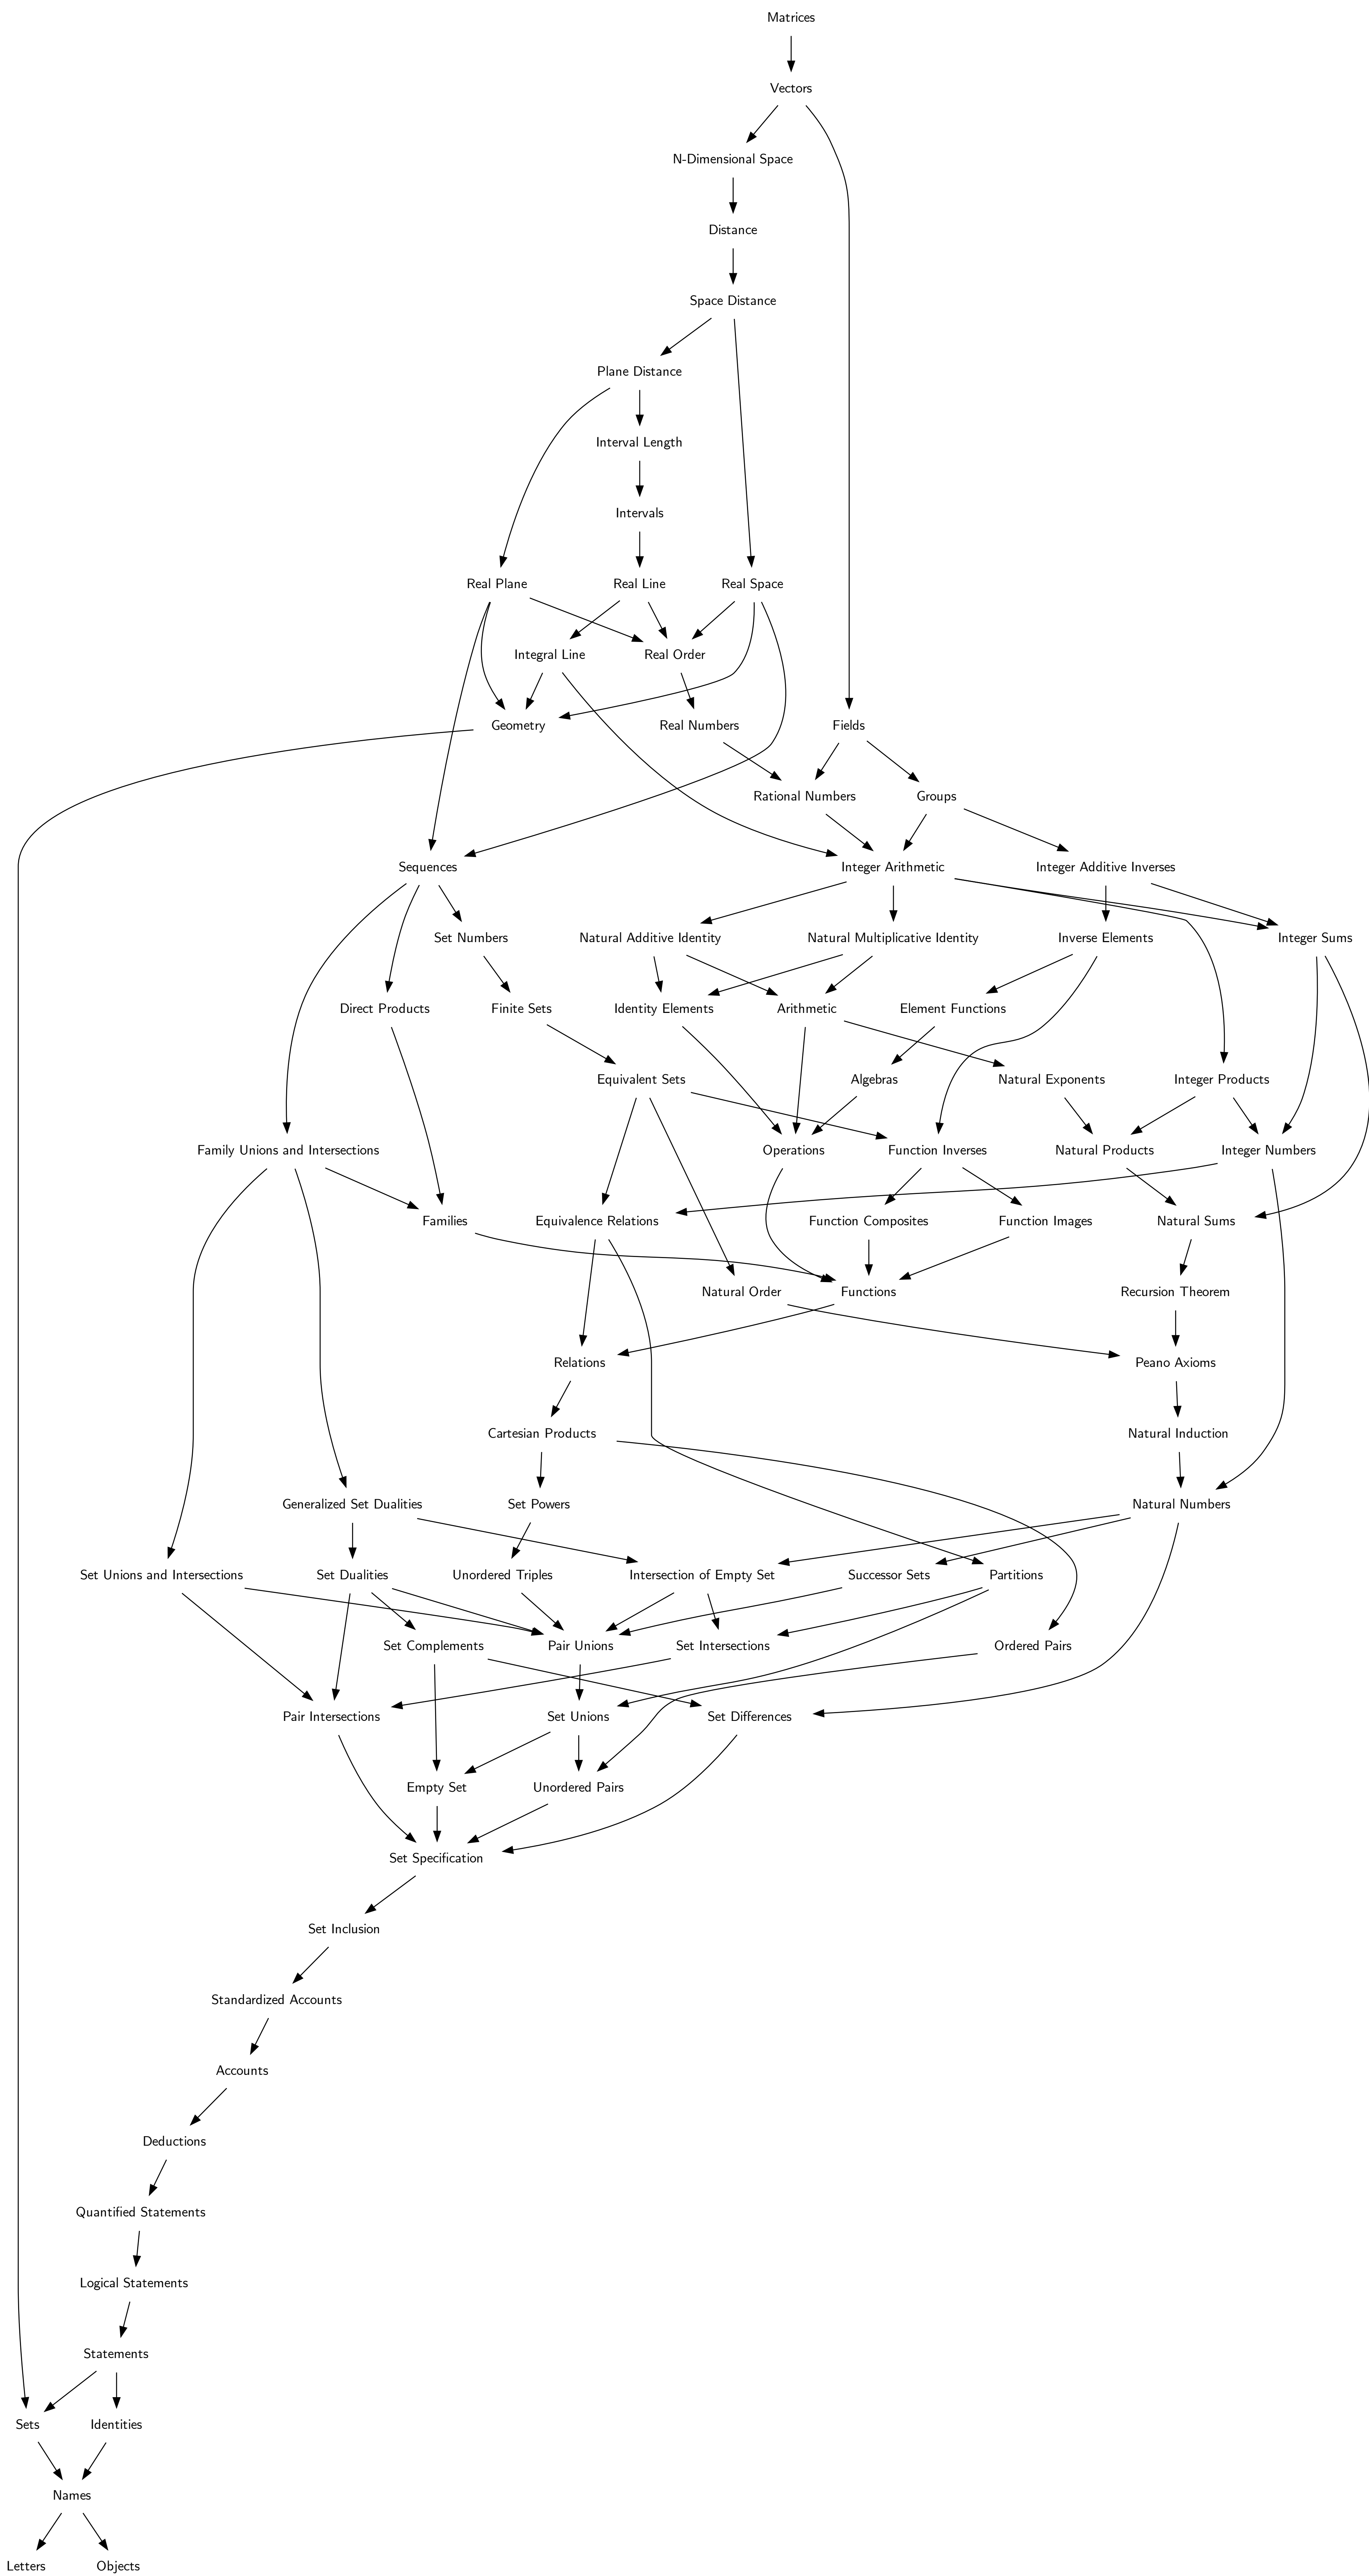 Matrices
Vectors
N-Dimensional Space
Distance
Space Distance
Plane Distance
Interval Length
Intervals
Real Plane
Real Line
Real Space
Integral Line
Real Order
Geometry
Real Numbers
Fields
Rational Numbers
Groups
Sequences
Integer Arithmetic
Integer Additive Inverses
Set Numbers
Natural Additive Identity
Natural Multiplicative Identity
Inverse Elements
Integer Sums
Direct Products
Finite Sets
Identity Elements
Arithmetic
Element Functions
Equivalent Sets
Algebras
Natural Exponents
Integer Products
Family Unions and Intersections
Operations
Function Inverses
Natural Products
Integer Numbers
Families
Equivalence Relations
Function Composites
Function Images
Natural Sums
Natural Order
Functions
Recursion Theorem
Relations
Peano Axioms
Cartesian Products
Natural Induction
Generalized Set Dualities
Set Powers
Natural Numbers
Set Unions and Intersections
Set Dualities
Unordered Triples
Intersection of Empty Set
Successor Sets
Partitions
Set Complements
Pair Unions
Set Intersections
Ordered Pairs
Pair Intersections
Set Unions
Set Differences
Empty Set
Unordered Pairs
Set Specification
Set Inclusion
Standardized Accounts
Accounts
Deductions
Quantified Statements
Logical Statements
Statements
Sets
Identities
Names
Letters
Objects